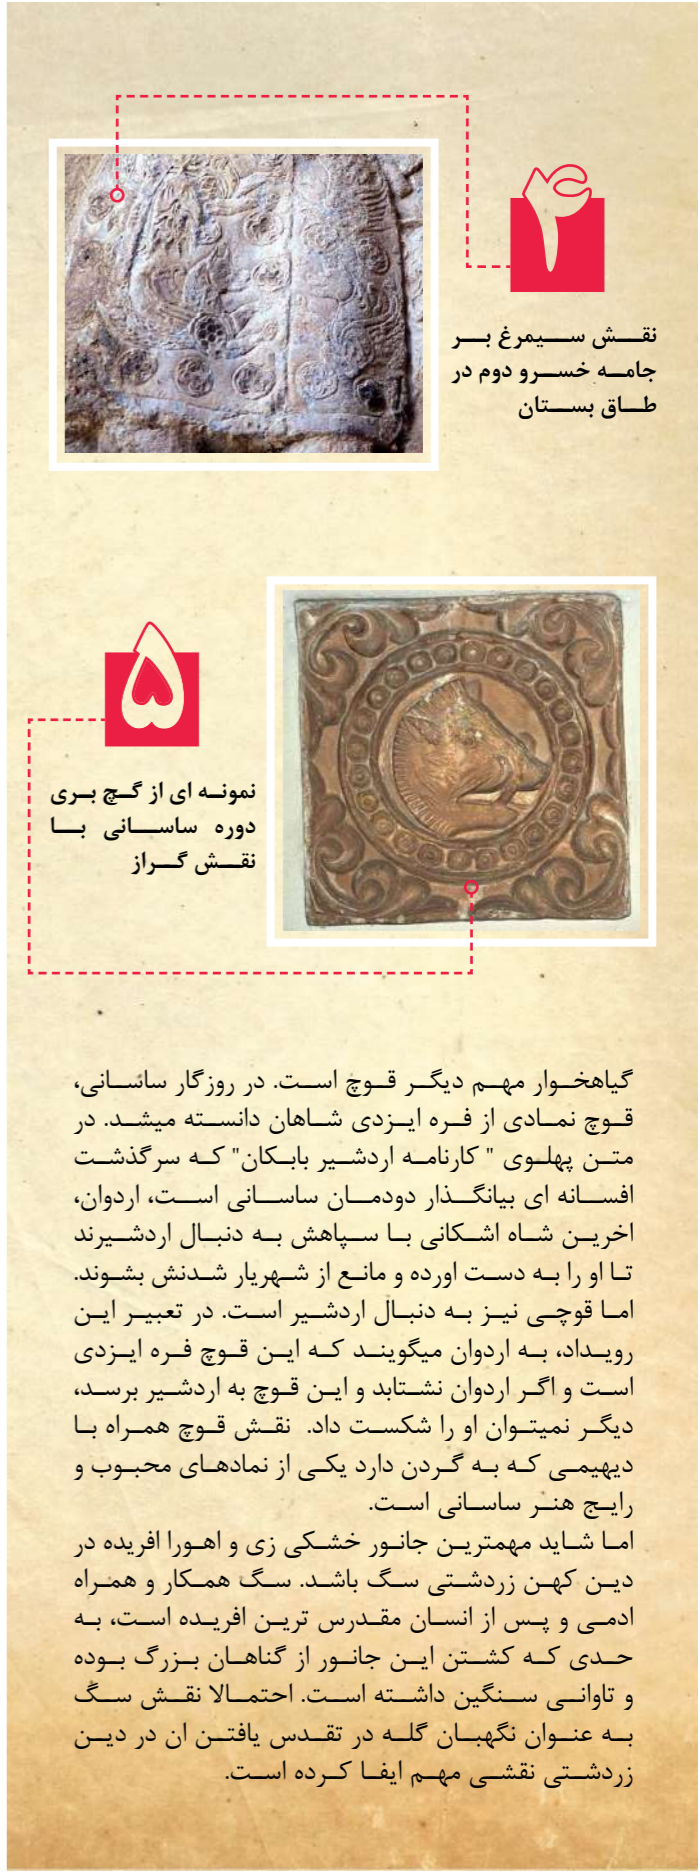 ۴
نقش سیمرغ بر
جامه خسرو دوم در
طاق بستان
۵
نمونه ای از گچ بری
دوره ساسانی با
نقش گراز
گیاهخوار مهم دیگر قوچ است. در روزگار ساسانی،
قوچ نمادی از فره ایزدی شاهان دانسته میشد. در
متن پهلوی " کارنامه اردشیر بابکان" که سرگذشت
افسانه ای بیانگذار دودمان ساسانی است، اردوان،
اخرین شاه اشکانی با سپاهش به دنبال اردشیرند
تا او را به دست اورده و مانع از شهریار شدنش بشوند.
اما قوچی نیز به دنبال اردشیر است. در تعبیر این
رویداد، به اردوان میگویند که این قوچ فره ایزدی
است و اگر اردوان نشتابد و این قوچ به اردشیر برسد،
دیگر نمیتوان او را شکست داد. نقش قوچ همراه با
دیهیمی که به گردن دارد یکی از نمادهای محبوب و
رایج هنر ساسانی است.
اما شاید مهمترین جانور خشکی زی و اهورا افریده در
دین کهن زردشتی سگ باشد. سگ همکار و همراه
ادمی و پس از انسان مقدرس ترین افریده است، به
حدی که کشتن این جانور از گناهان بزرگ بوده
و تاوانی سنگین داشته است. احتمالا نقش سگ
به عنوان نگهبان گله در تقدس یافتن ان در دین
زردشتی نقشی مهم ایفا کرده است.